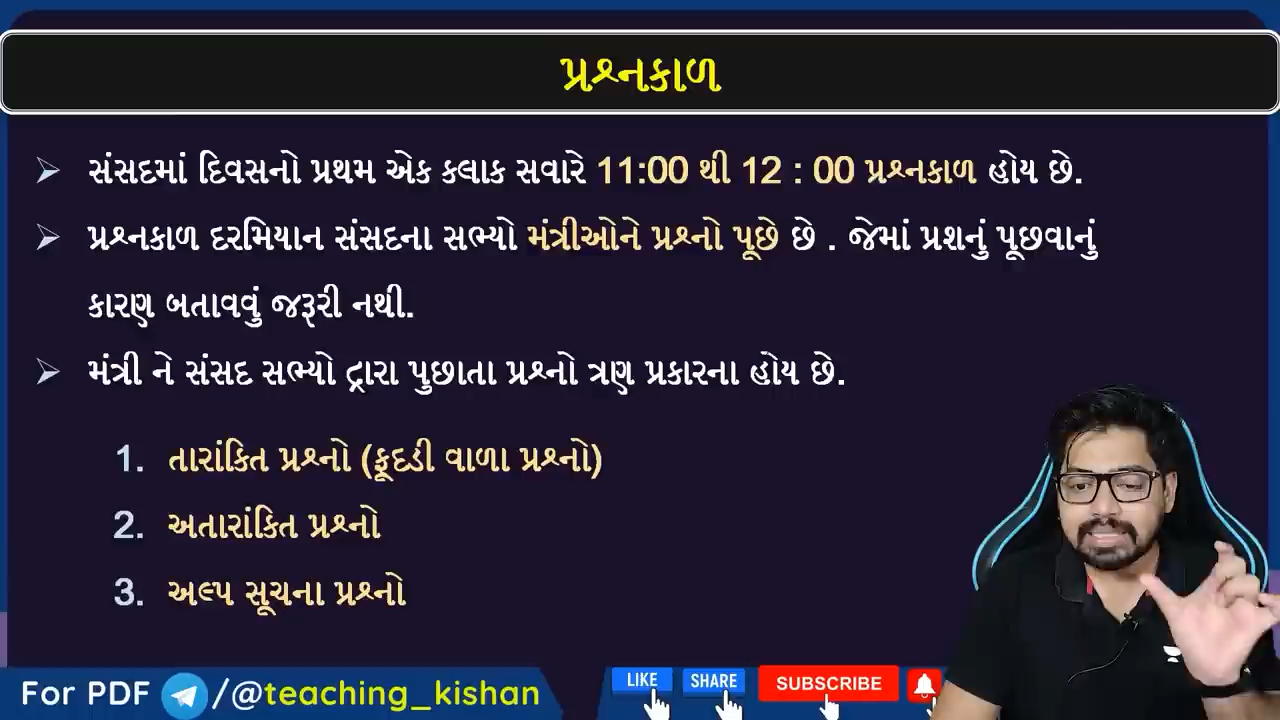 પ્રશ્નકાળ
➢ સંસદમાં દિવસનો પ્રથમ એક કલાક સવારે 11:00 થી 12 : 00 પ્રશ્નકાળ હોય છે.
➢ પ્રશ્નકાળ દરમિયાન સંસદના સભ્યો મંત્રીઓને પ્રશ્નો પૂછે છે . જેમાં પ્રશનું પૂછવાનું
કારણ બતાવવું જરૂરી નથી.
➢ મંત્રી ને સંસદ સભ્યો દ્રારા પુછાતા પ્રશ્નો ત્રણ પ્રકારના હોય છે.
1. તારાંકિત પ્રશ્નો (ફૂદડી વાળા પ્રશ્નો)
2. અતારાંકિત પ્રશ્નો
3. અલ્પ સૂચના પ્રશ્નો
For PDF /@teaching_kishan
LIKE SHARE SUBSCRIBE